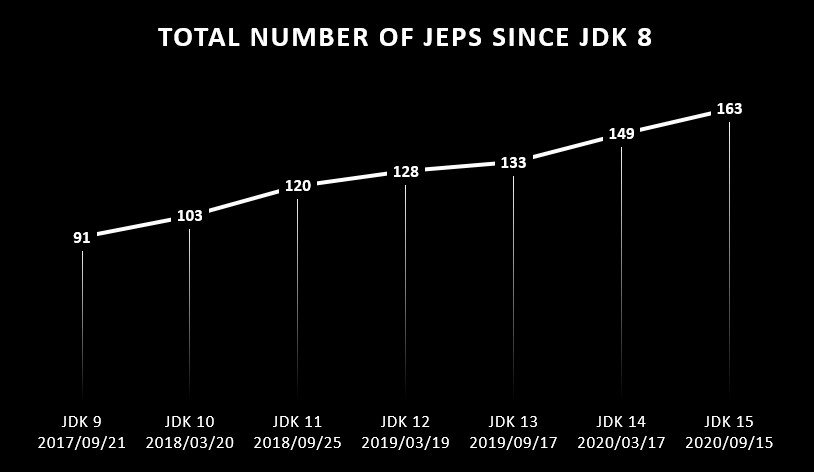 TOTAL NUMBER OF JEPS SINCE JDK 8
163
149
133
128
120
103
91
JDK 9 JDK 10 JDK 11 JDK 12 JDK 13 JDK 14 JDK 15
2017/09/21 2018/03/20 2018/09/25 2019/03/19 2019/09/17 2020/03/17 2020/09/15